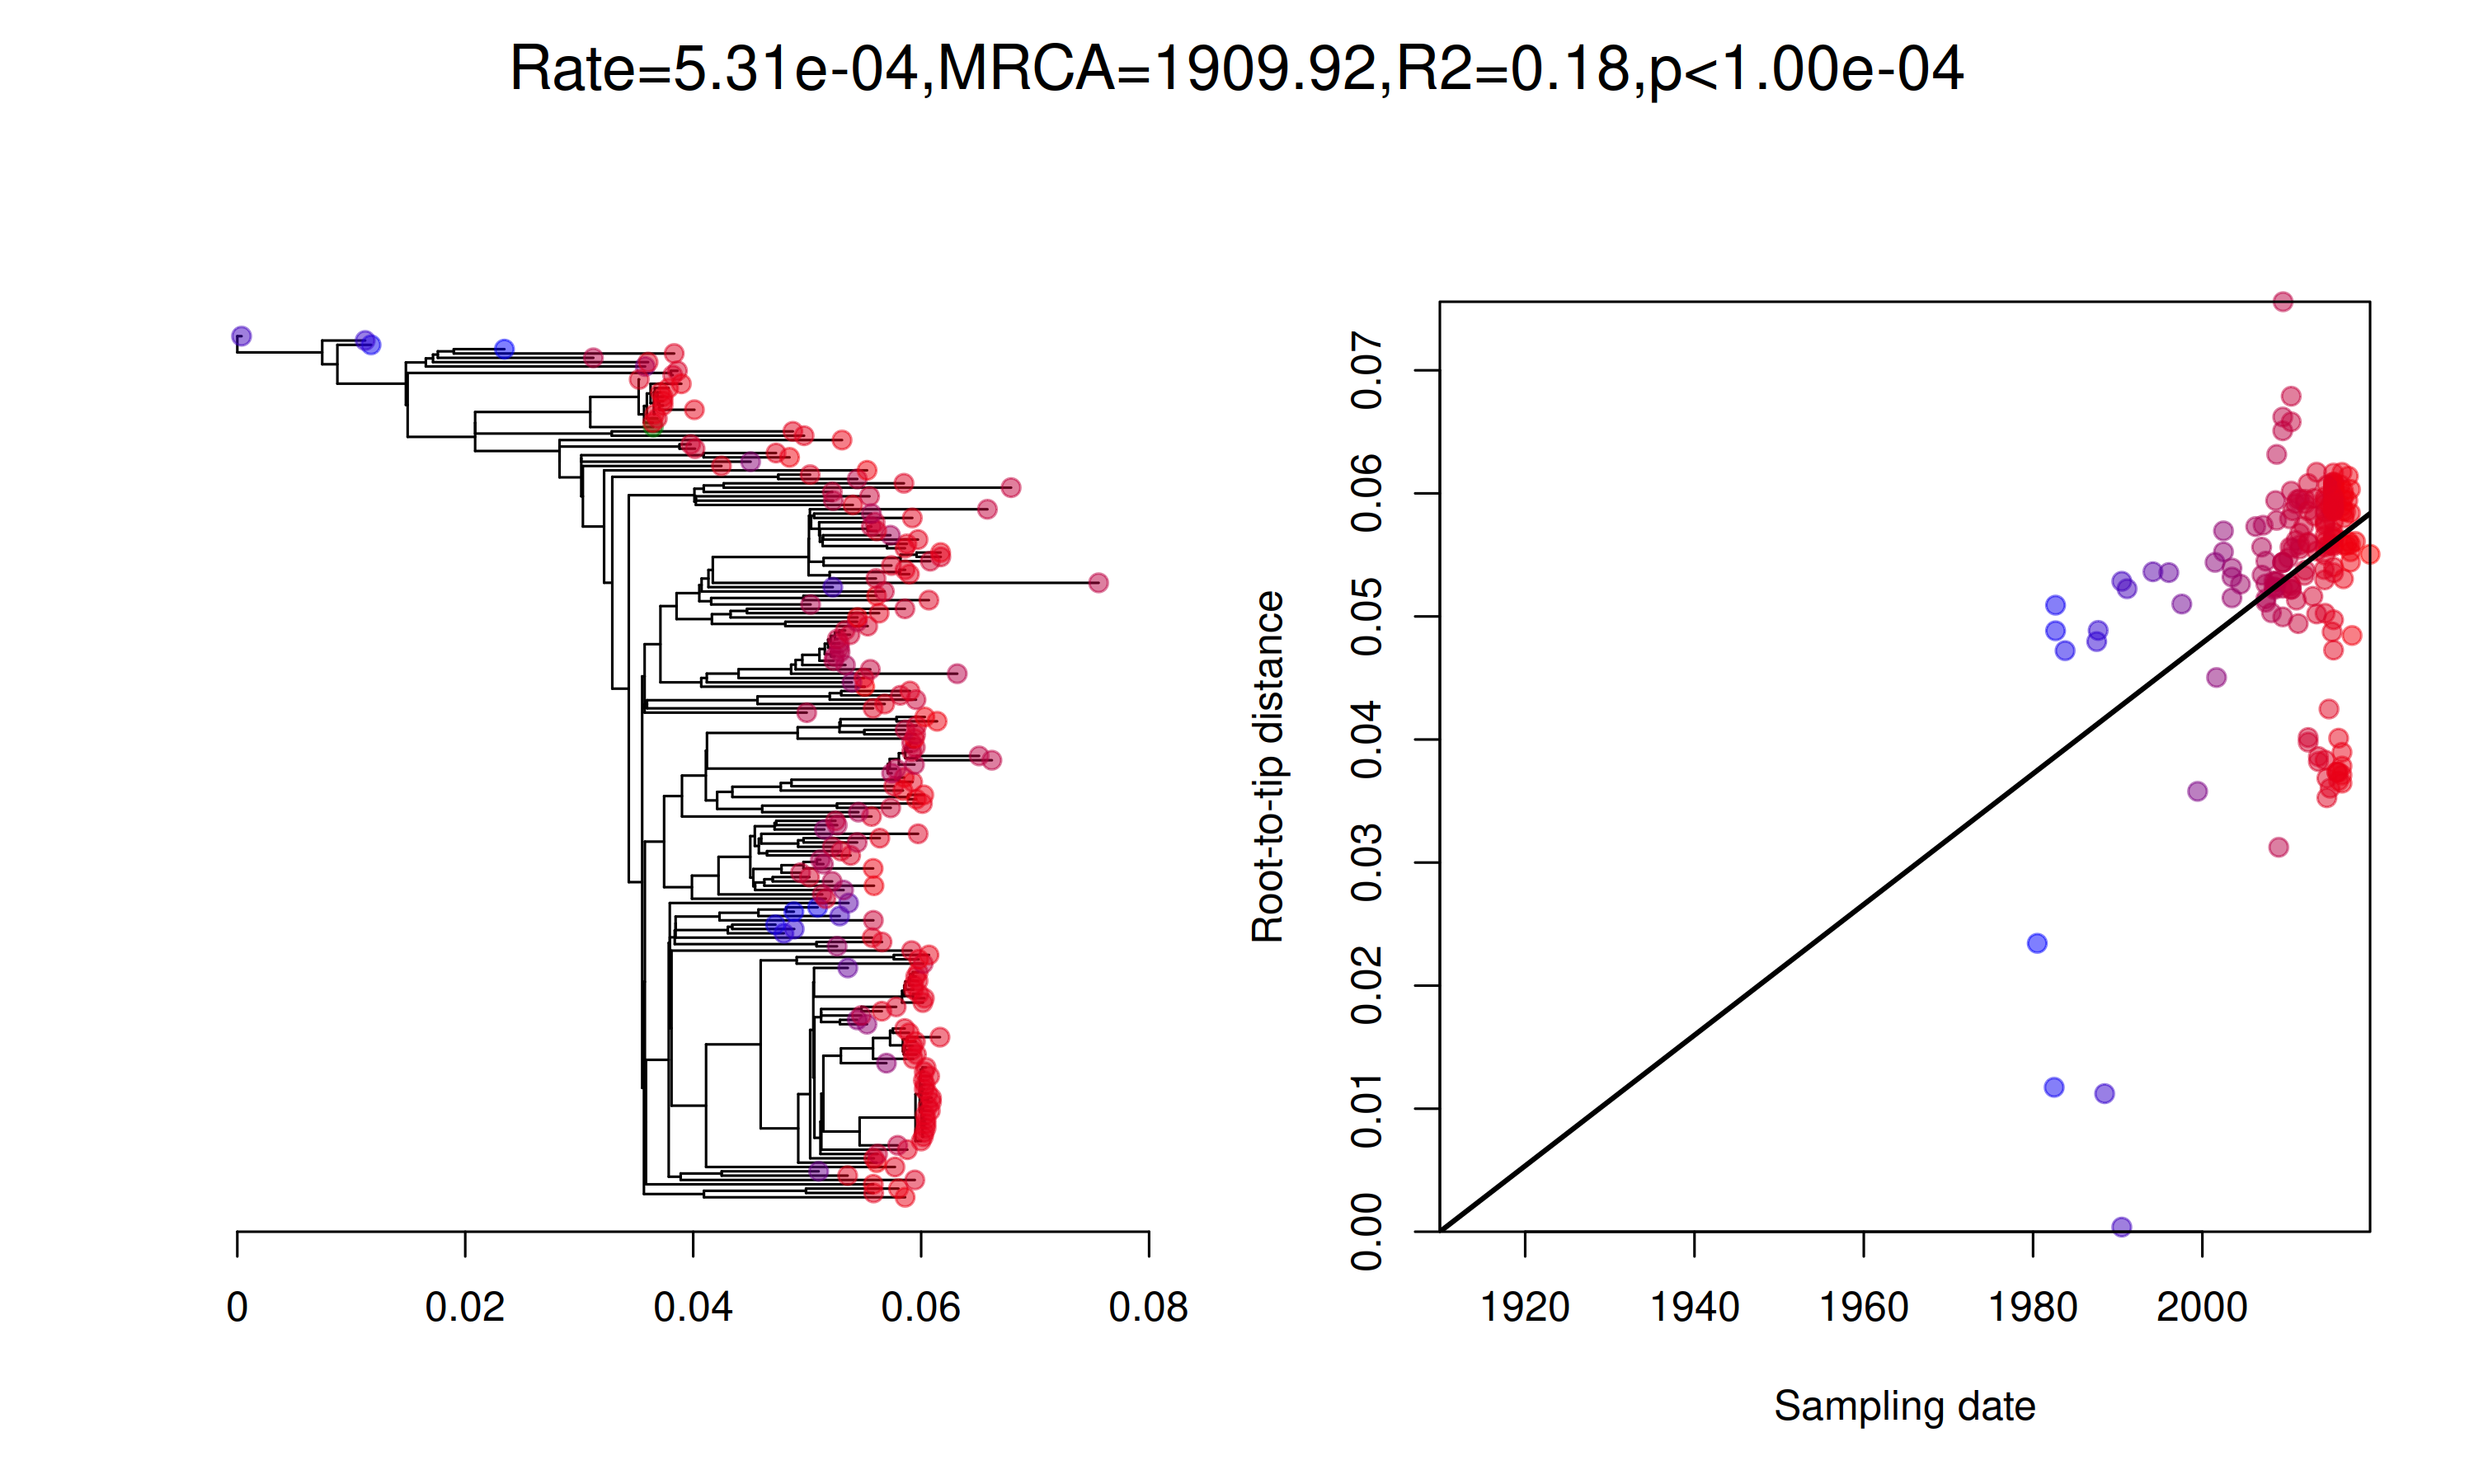 Rate=5.31e-04,MRCA=1909.92,R2=0.18,p<1.00e-04
0 0.02 0.04 0.06 0.08
Root-to-tip distance
0.00 0.01 0.02 0.03 0.04 0.05 0.06 0.07
1920 1940 1960 1980 2000
Sampling date